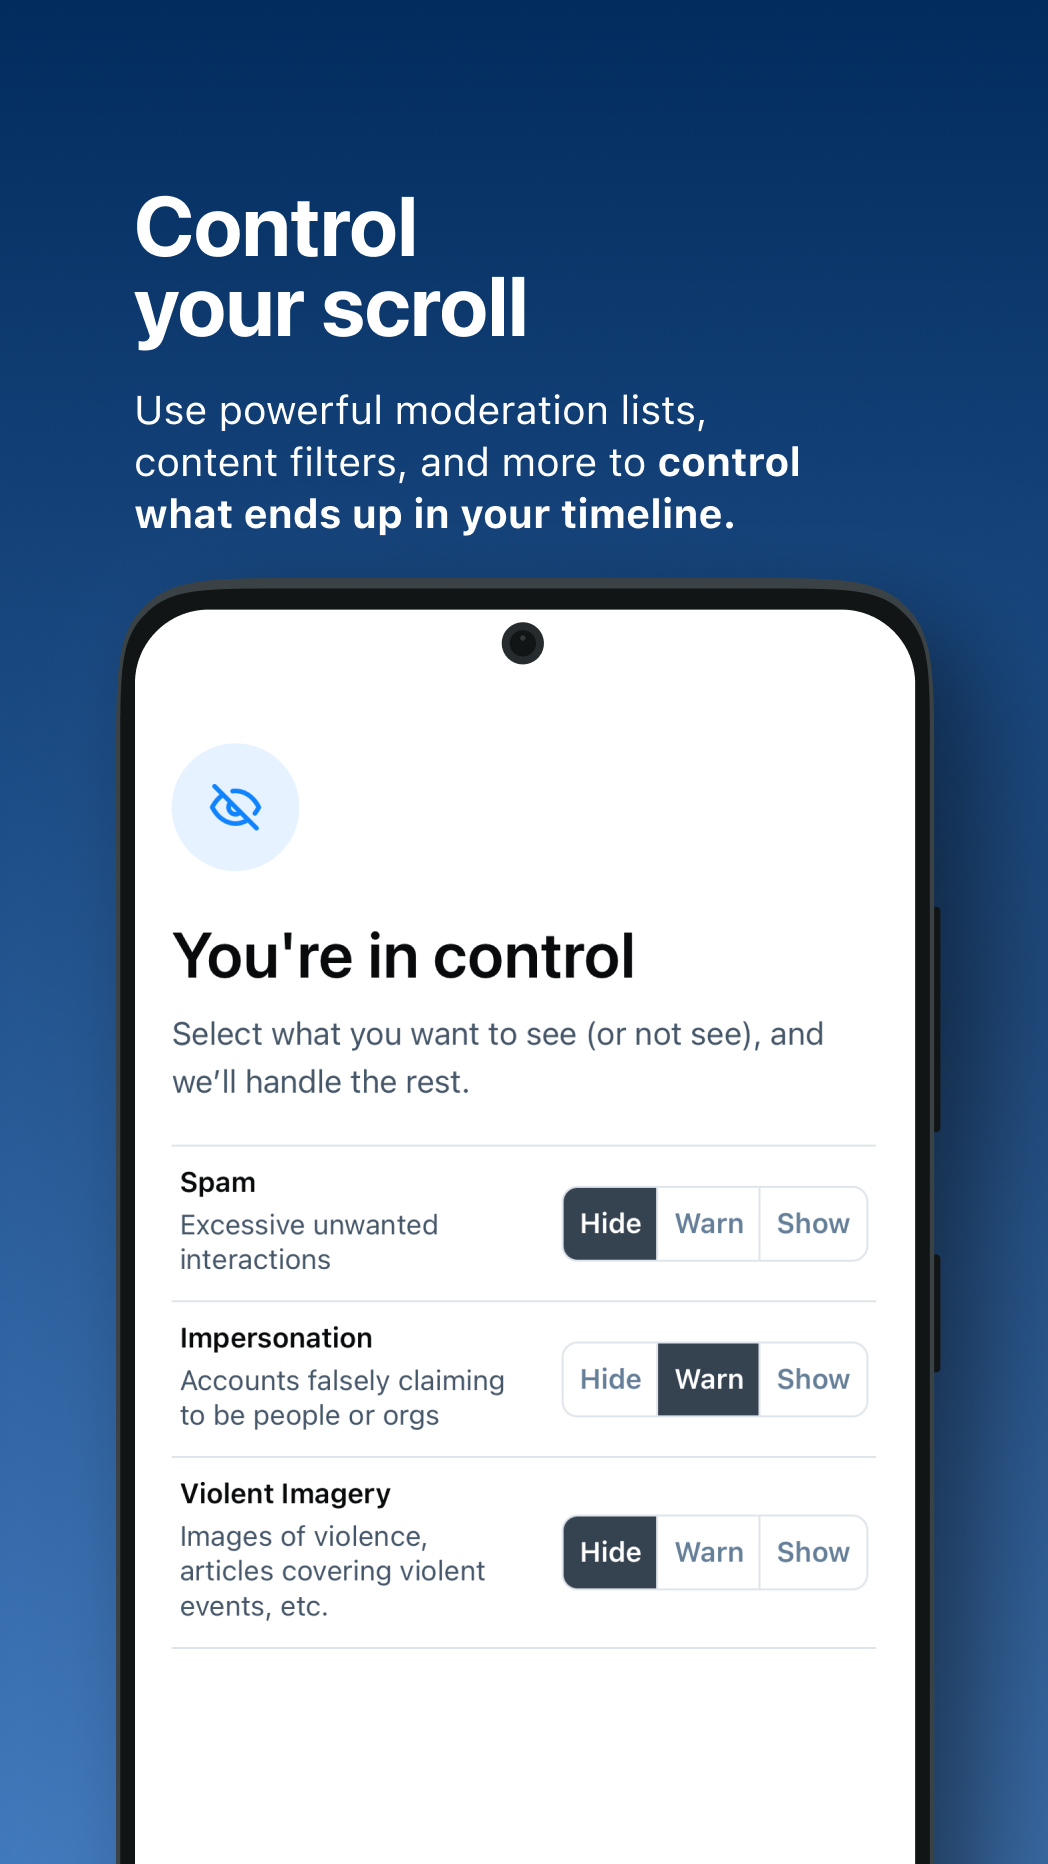 Control
your scroll
Use powerful moderation lists,
content filters, and more to control
what ends up in your timeline.
You're in control
Select what you want to see (or not see), and
we’ll handle the rest.
Spam
Excessive unwanted
interactions
Hide Warn Show
Impersonation
Accounts falsely claiming
to be people or orgs
Hide Warn Show
Violent Imagery
Images of violence,
articles covering violent
events, etc.
Hide Warn Show